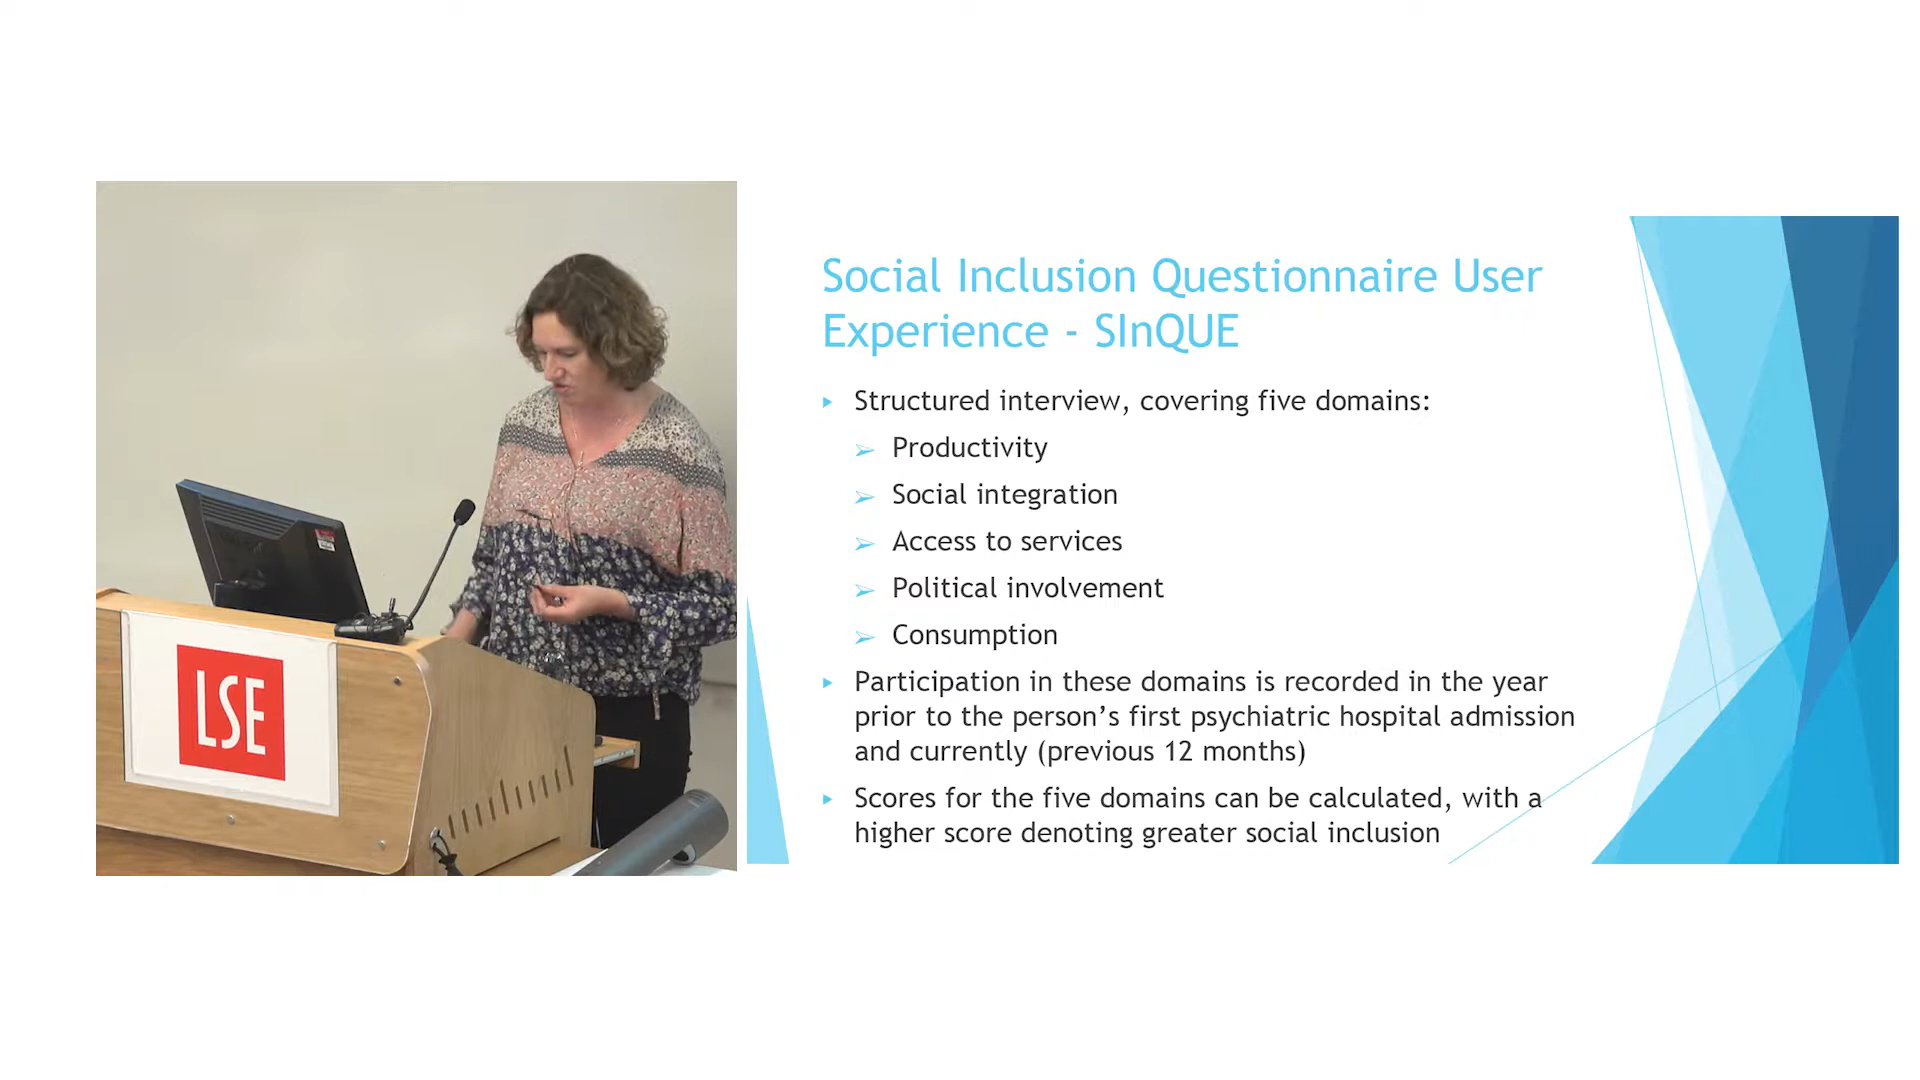 LSE
Social Inclusion Questionnaire User
Experience - SInQUE
Structured interview, covering five domains:
Productivity
Social integration
Access to services
Political involvement
Consumption
Participation in these domains is recorded in the year
prior to the person’s first psychiatric hospital admission
and currently (previous 12 months)
Scores for the five domains can be calculated, with a
higher score denoting greater social inclusion